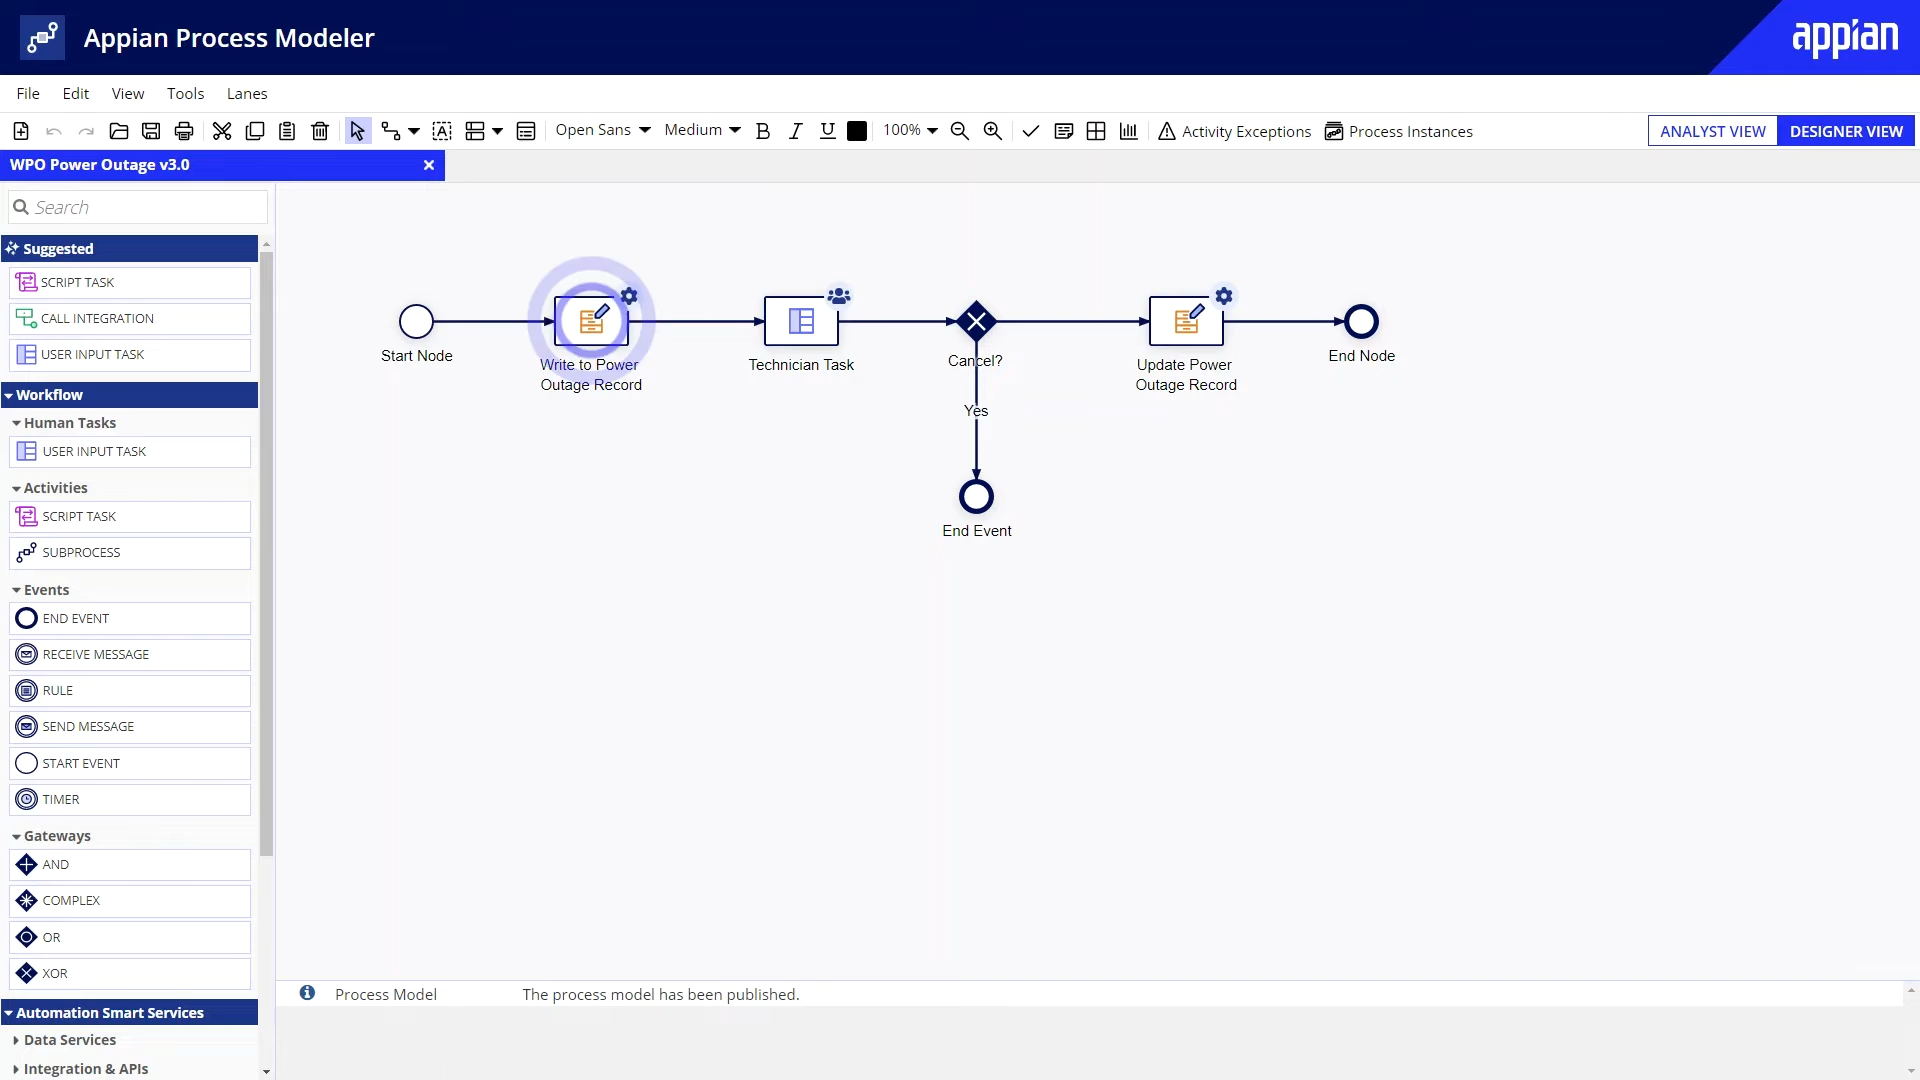 Appian Process Modeler
appian
File Edit View Tools Lanes
Open Sans Medium B I U 100% Activity Exceptions Process Instances ANALYST VIEW DESIGNER VIEW
WPO Power Outage v3.0
Search
Suggested
SCRIPT TASK
CALL INTEGRATION
USER INPUT TASK
Workflow
Human Tasks
USER INPUT TASK
Activities
SCRIPT TASK
SUBPROCESS
Events
END EVENT
RECEIVE MESSAGE
RULE
SEND MESSAGE
START EVENT
TIMER
Gateways
AND
COMPLEX
OR
XOR
Automation Smart Services
Data Services
Integration & APIs
Start Node
Write to Power
Outage Record
Technician Task
Cancel?
Yes
End Event
Update Power
Outage Record
End Node
Process Model The process model has been published.